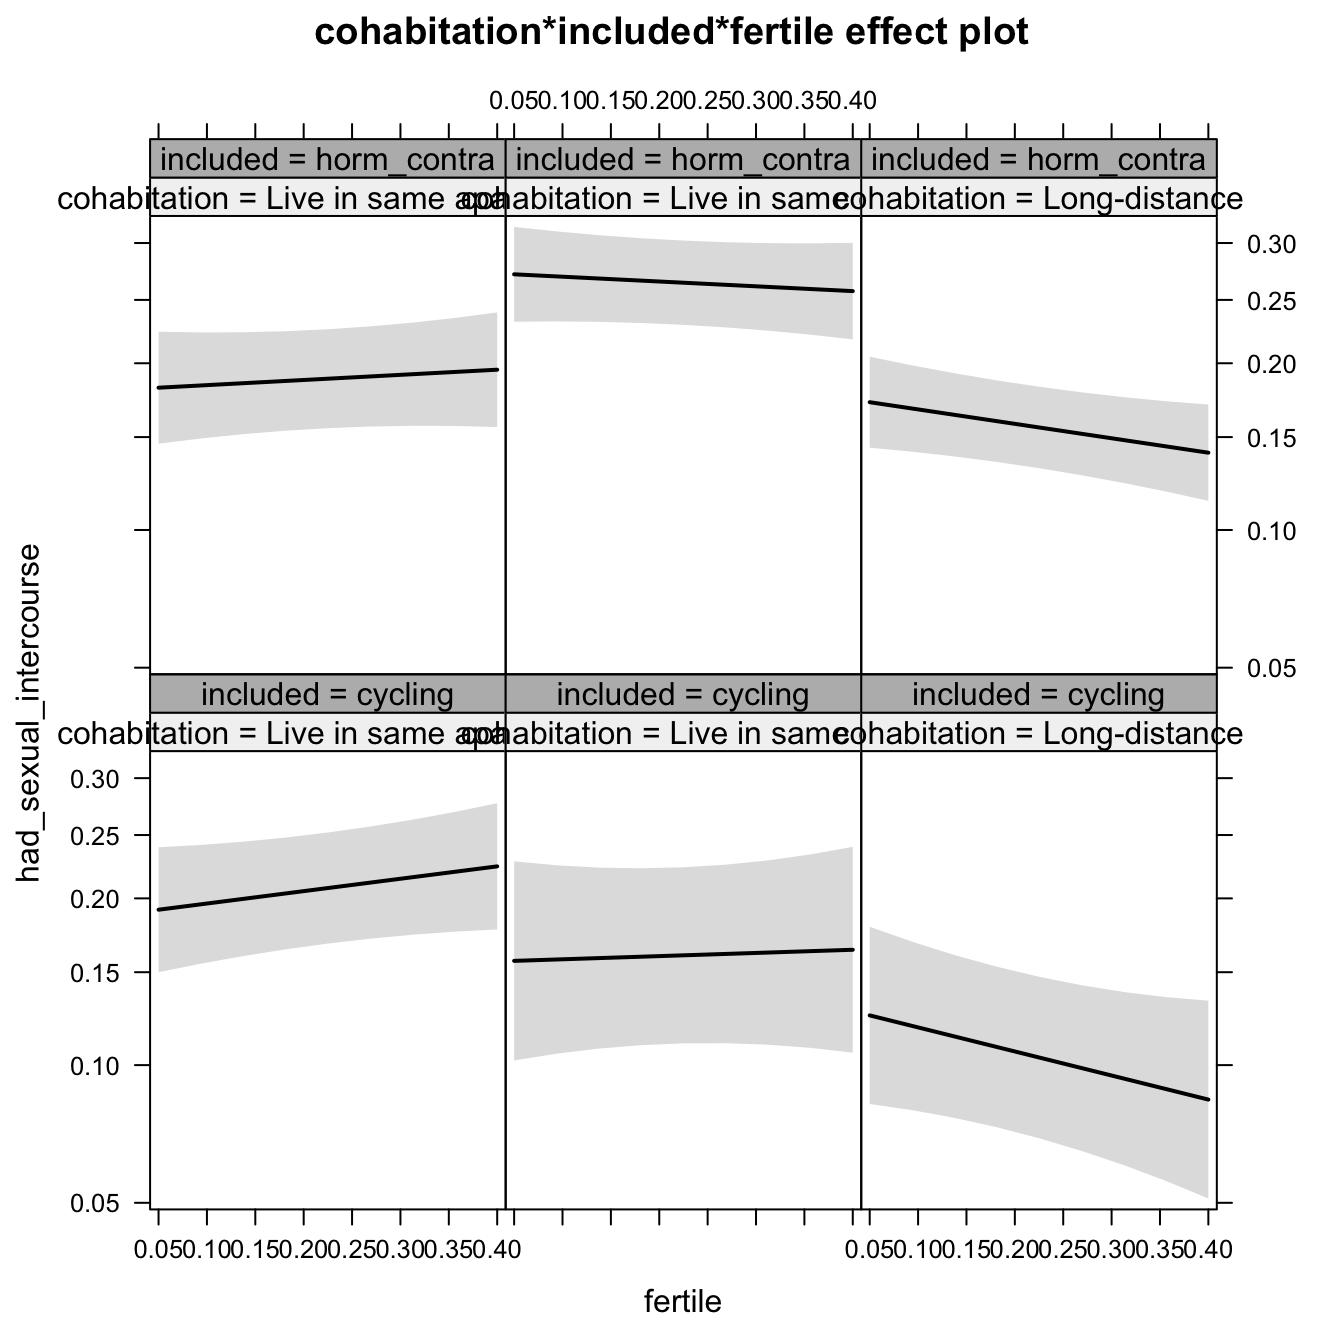 cohabitation*included*fertile effect plot
0.050.100.150.200.250.300.350.40
included = horm_contra included = horm_contra included = horm_contra
cohabitation = Live in same cohabitation = Live in same cohabitation = Long-distance
0.30
0.25
0.20
0.15
0.10
0.05
had_sexual_intercourse
included = cycling included = cycling included = cycling
cohabitation = Live in same cohabitation = Live in same cohabitation = Long-distance
0.30
0.25
0.20
0.15
0.10
0.05
0.050.100.150.200.250.300.350.40 0.050.100.150.200.250.300.350.40
fertile